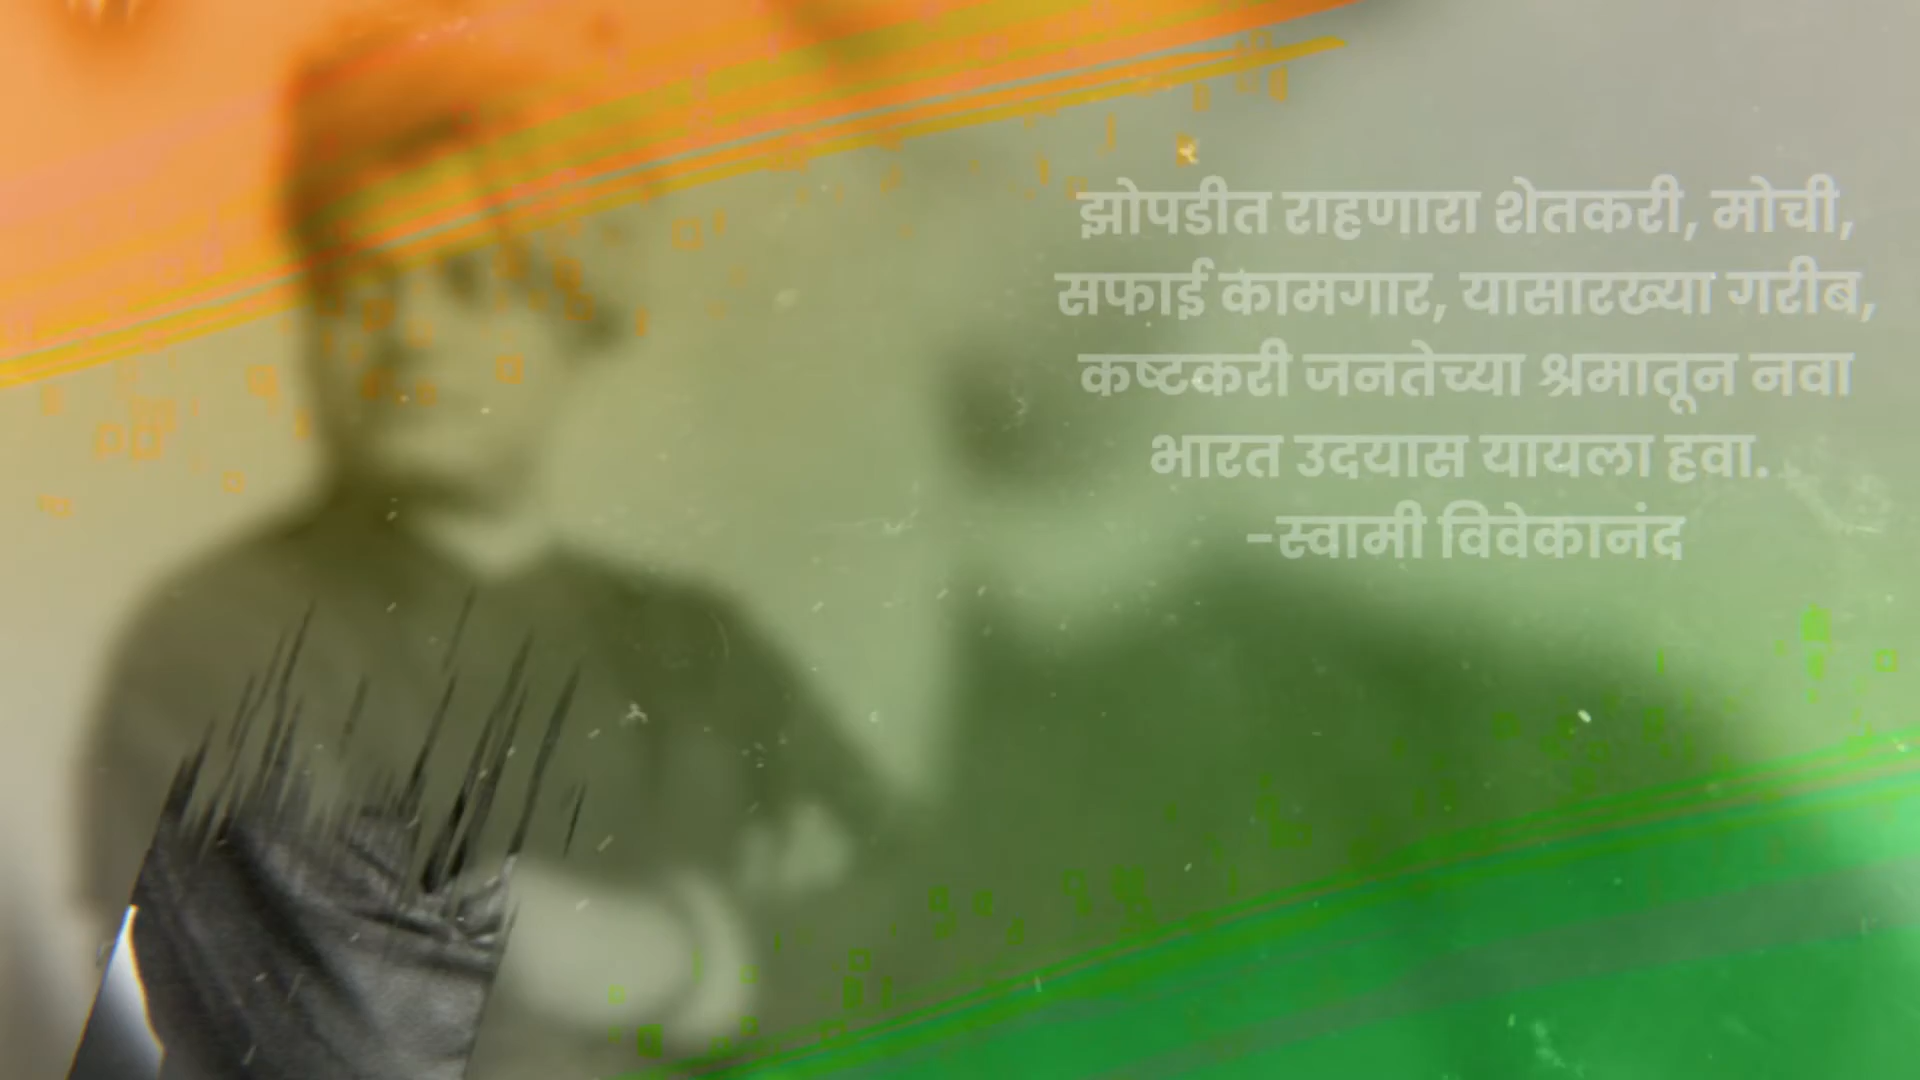 झोपडीत राहणारा शेतकरी, मोची,
सफाई कामगार, यासारख्या गरीब,
कष्टकरी जनतेच्या श्रमातून नवा
भारत उदयास यायला हवा.
-स्वामी विवेकानंद